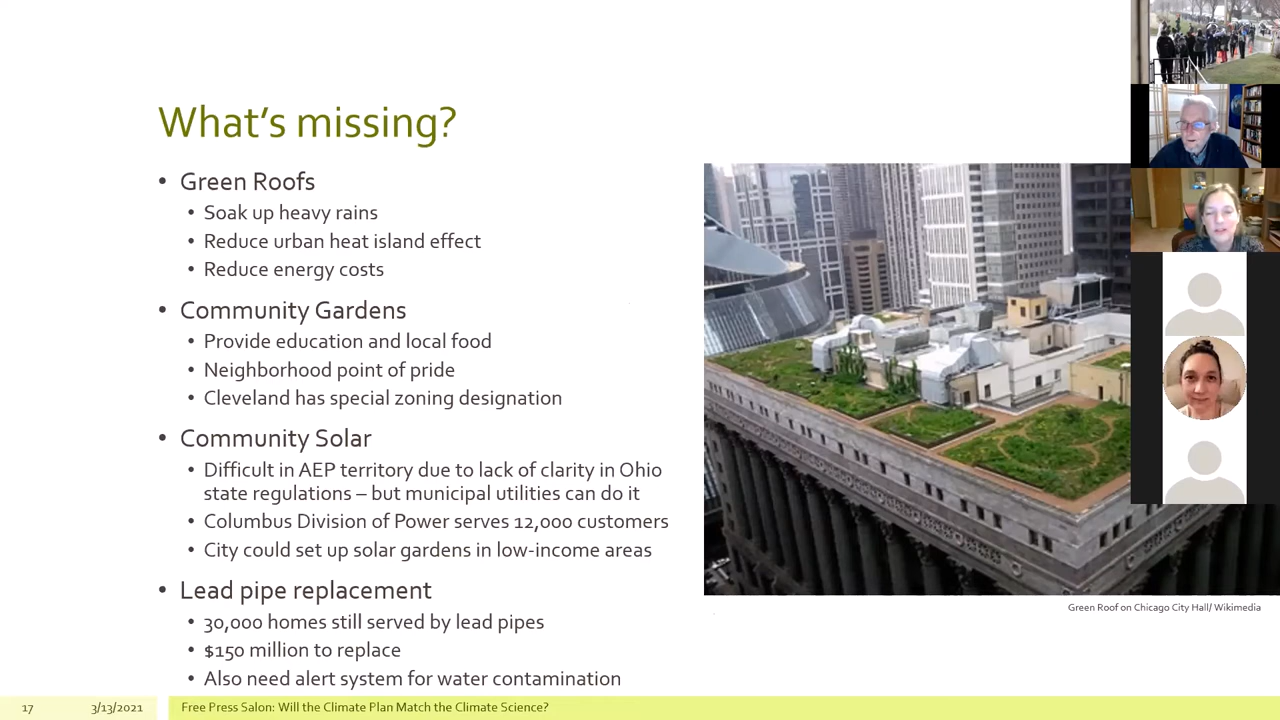 What's missing?
• Green Roofs
• Soak up heavy rains
• Reduce urban heat island effect
• Reduce energy costs
• Community Gardens
• Provide education and local food
• Neighborhood point of pride
• Cleveland has special zoning designation
• Community Solar
• Difficult in AEP territory due to lack of clarity in Ohio
state regulations – but municipal utilities can do it
• Columbus Division of Power serves 12,000 customers
• City could set up solar gardens in low-income areas
• Lead pipe replacement
• 30,000 homes still served by lead pipes
• $150 million to replace
• Also need alert system for water contamination
Green Roof on Chicago City Hall/ Wikimedia
17 3/13/2021 Free Press Salon: Will the Climate Plan Match the Climate Science?